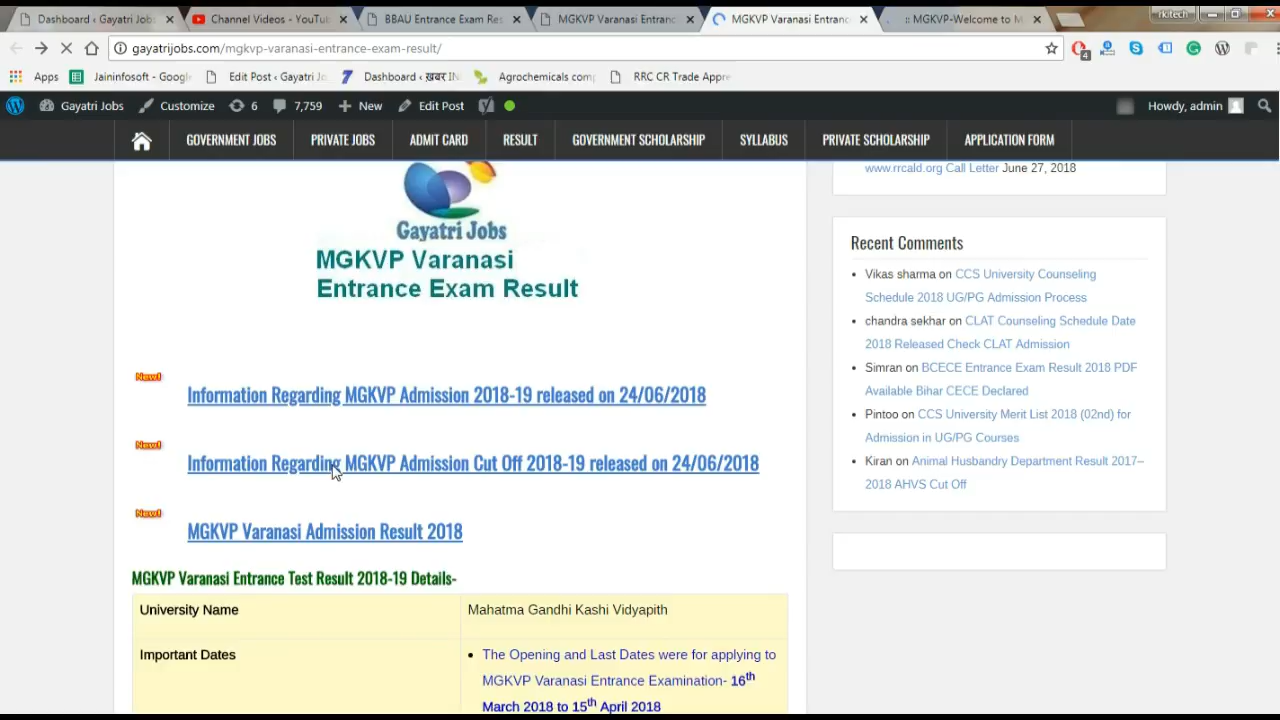 Dashboard ‹ Gayatri Jobs
Channel Videos - YouTub
BBAU Entrance Exam Res
MGKVP Varanasi Entranc
MGKVP Varanasi Entranc
:: MGKVP-Welcome to M
rkitech
gayatrijobs.com/mgkvp-varanasi-entrance-exam-result/
4
Apps
Jaininfosoft - Google
Edit Post ‹ Gayatri Jo
Dashboard ‹ ख़बर IN
Agrochemicals com
RRC CR Trade Appre
Gayatri Jobs
Customize
6
7,759
New
Edit Post
Howdy, admin
GOVERNMENT JOBS
PRIVATE JOBS
ADMIT CARD
RESULT
GOVERNMENT SCHOLARSHIP
SYLLABUS
PRIVATE SCHOLARSHIP
APPLICATION FORM
Gayatri Jobs
MGKVP Varanasi
Entrance Exam Result
New!
Information Regarding MGKVP Admission 2018-19 released on 24/06/2018
New!
Information Regarding MGKVP Admission Cut Off 2018-19 released on 24/06/2018
New!
MGKVP Varanasi Admission Result 2018
MGKVP Varanasi Entrance Test Result 2018-19 Details-
University Name
Mahatma Gandhi Kashi Vidyapith
Important Dates
The Opening and Last Dates were for applying to
MGKVP Varanasi Entrance Examination- 16th
March 2018 to 15th April 2018
www.rrcald.org Call Letter June 27, 2018
Recent Comments
Vikas sharma on CCS University Counseling
Schedule 2018 UG/PG Admission Process
chandra sekhar on CLAT Counseling Schedule Date
2018 Released Check CLAT Admission
Simran on BCECE Entrance Exam Result 2018 PDF
Available Bihar CECE Declared
Pintoo on CCS University Merit List 2018 (02nd) for
Admission in UG/PG Courses
Kiran on Animal Husbandry Department Result 2017–
2018 AHVS Cut Off